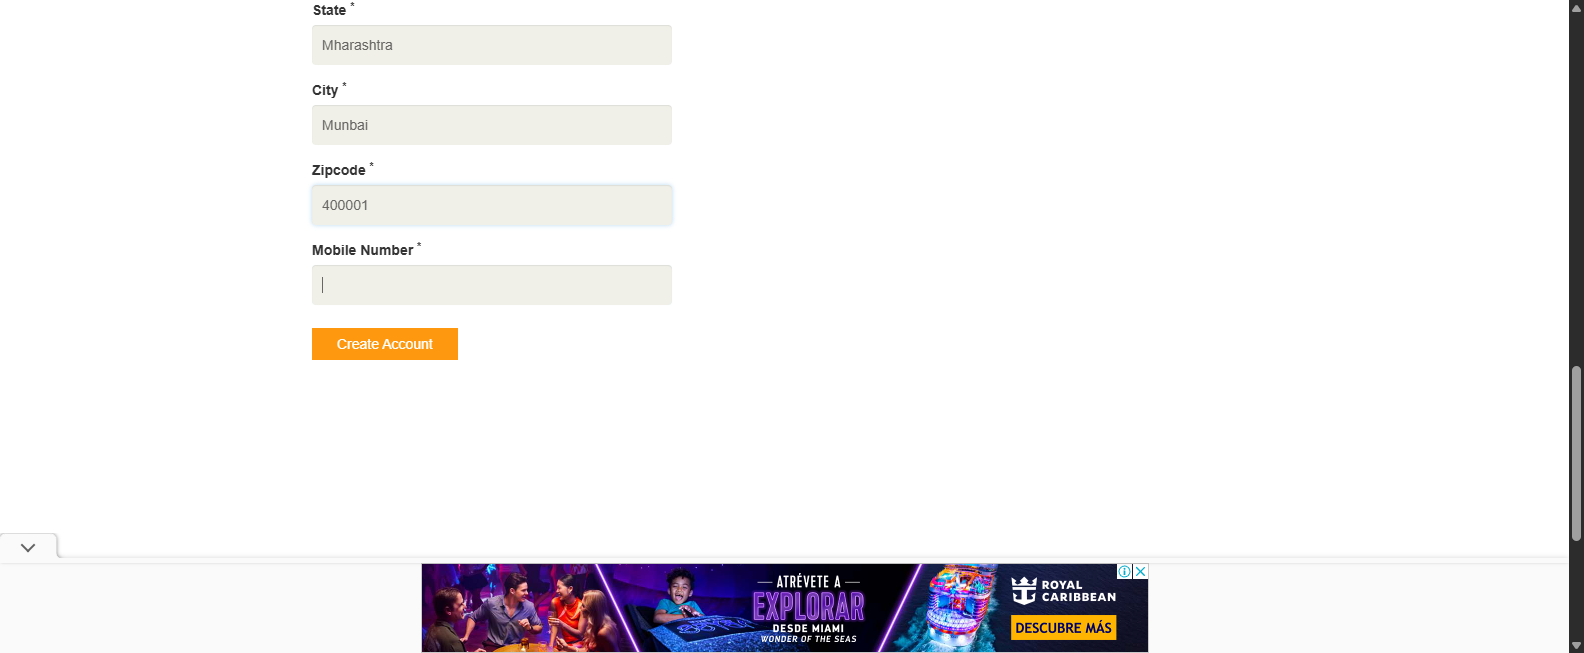 State *
Mharashtra
City *
Munbai
Zipcode *
400001
Mobile Number *
Create Account
ATRÉVETE A
EXPLORAR
DESDE MIAMI
WONDER OF THE SEAS
ROYAL
CARIBBEAN
DESCUBRE MÁS